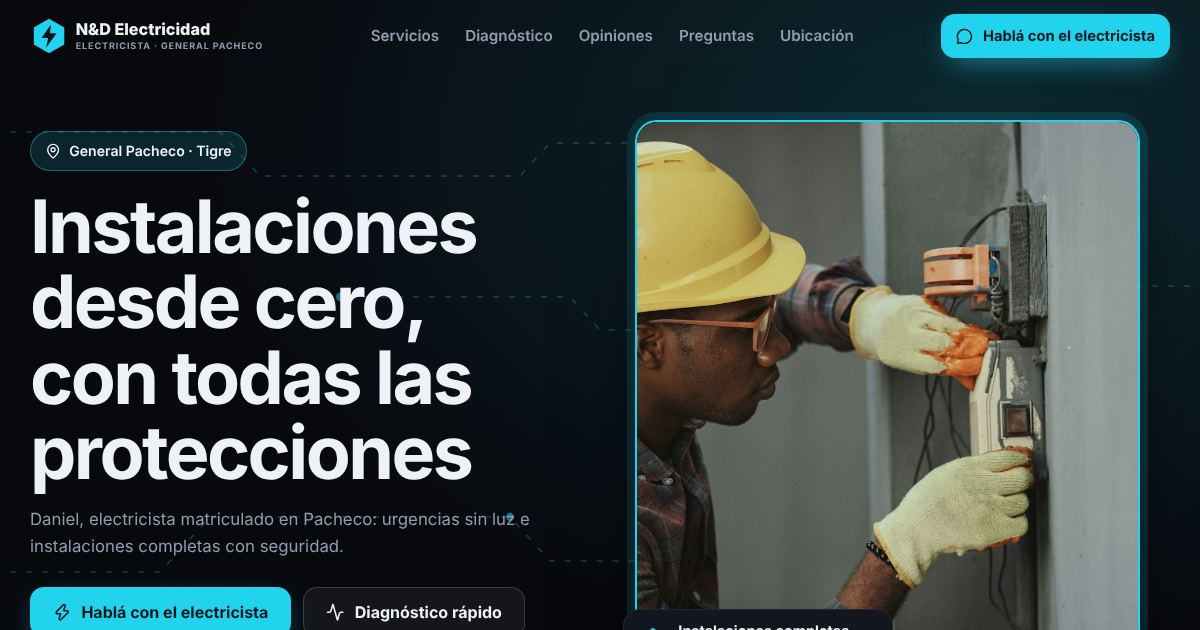 N&D Electricidad
ELECTRICISTA · GENERAL PACHECO
Servicios
Diagnóstico
Opiniones
Preguntas
Ubicación
Hablá con el electricista
General Pacheco · Tigre
Instalaciones
desde cero,
con todas las
protecciones
Daniel, electricista matriculado en Pacheco: urgencias sin luz e
instalaciones completas con seguridad.
Hablá con el electricista
Diagnóstico rápido
Instalaciones completas